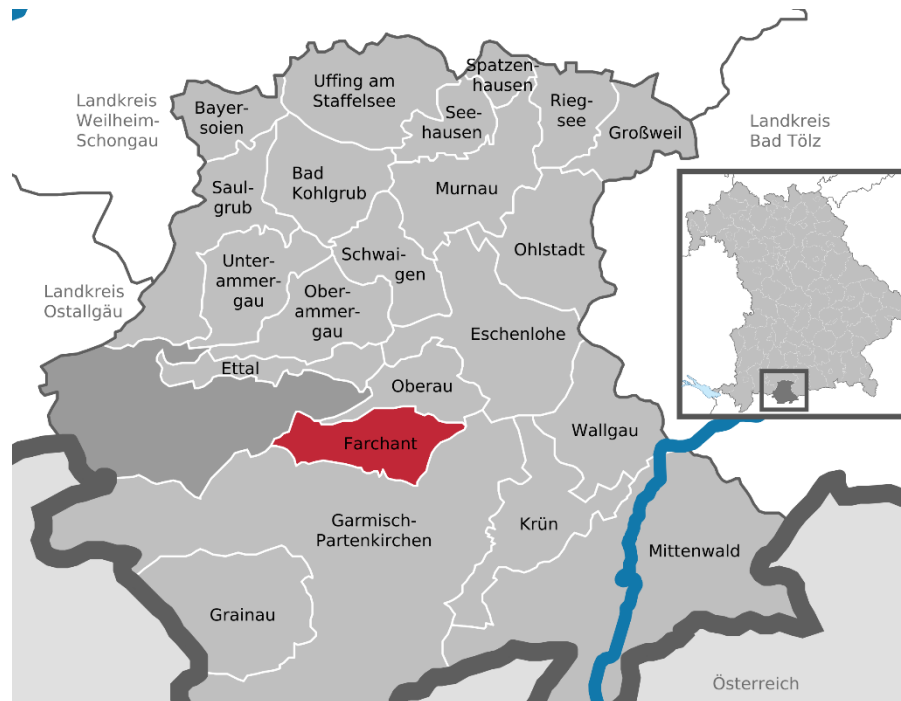 Spatzen-
hausen
Uffing am
Staffelsee
Landkreis
Weilheim-
Schongau
Bayer-
soien
See-
hausen
Rieg-
see
Großweil
Landkreis
Bad Tölz
Saul-
grub
Bad
Kohlgrub
Murnau
Ohlstadt
Schwai-
gen
Unter-
ammer-
gau
Ober-
ammer-
gau
Landkreis
Ostallgäu
Eschenlohe
Ettal
Oberau
Farchant
Wallgau
Garmisch-
Partenkirchen
Krün
Mittenwald
Grainau
Österreich